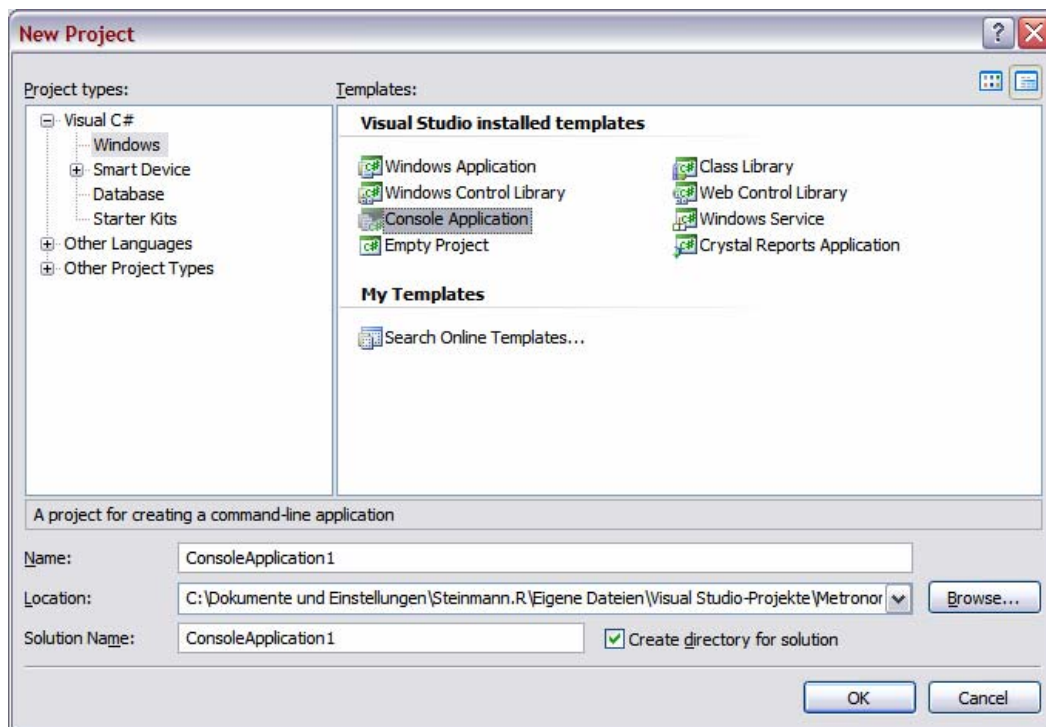 New Project
Project types:
Templates:
Visual C#
Windows
Smart Device
Database
Starter Kits
Other Languages
Other Project Types
Visual Studio installed templates
Windows Application
Class Library
Windows Control Library
Web Control Library
Console Application
Windows Service
Empty Project
Crystal Reports Application
My Templates
Search Online Templates...
A project for creating a command-line application
Name: ConsoleApplication1
Location: C:\Dokumente und Einstellungen\Steinmann.R\Eigene Dateien\Visual Studio-Projekte\Metronor Browse...
Solution Name: ConsoleApplication1 Create directory for solution
OK Cancel